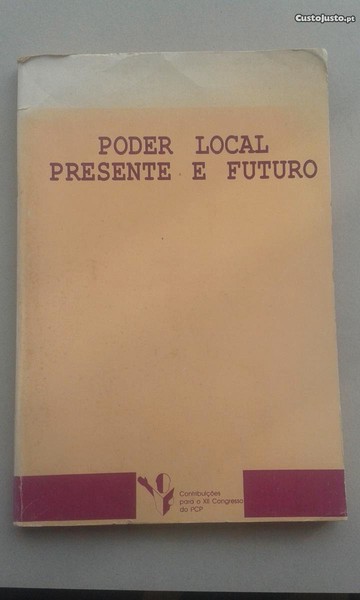 CustoJusto.pt
PODER LOCAL
PRESENTE E FUTURO
Contribuições
para o XII Congresso
do PCP